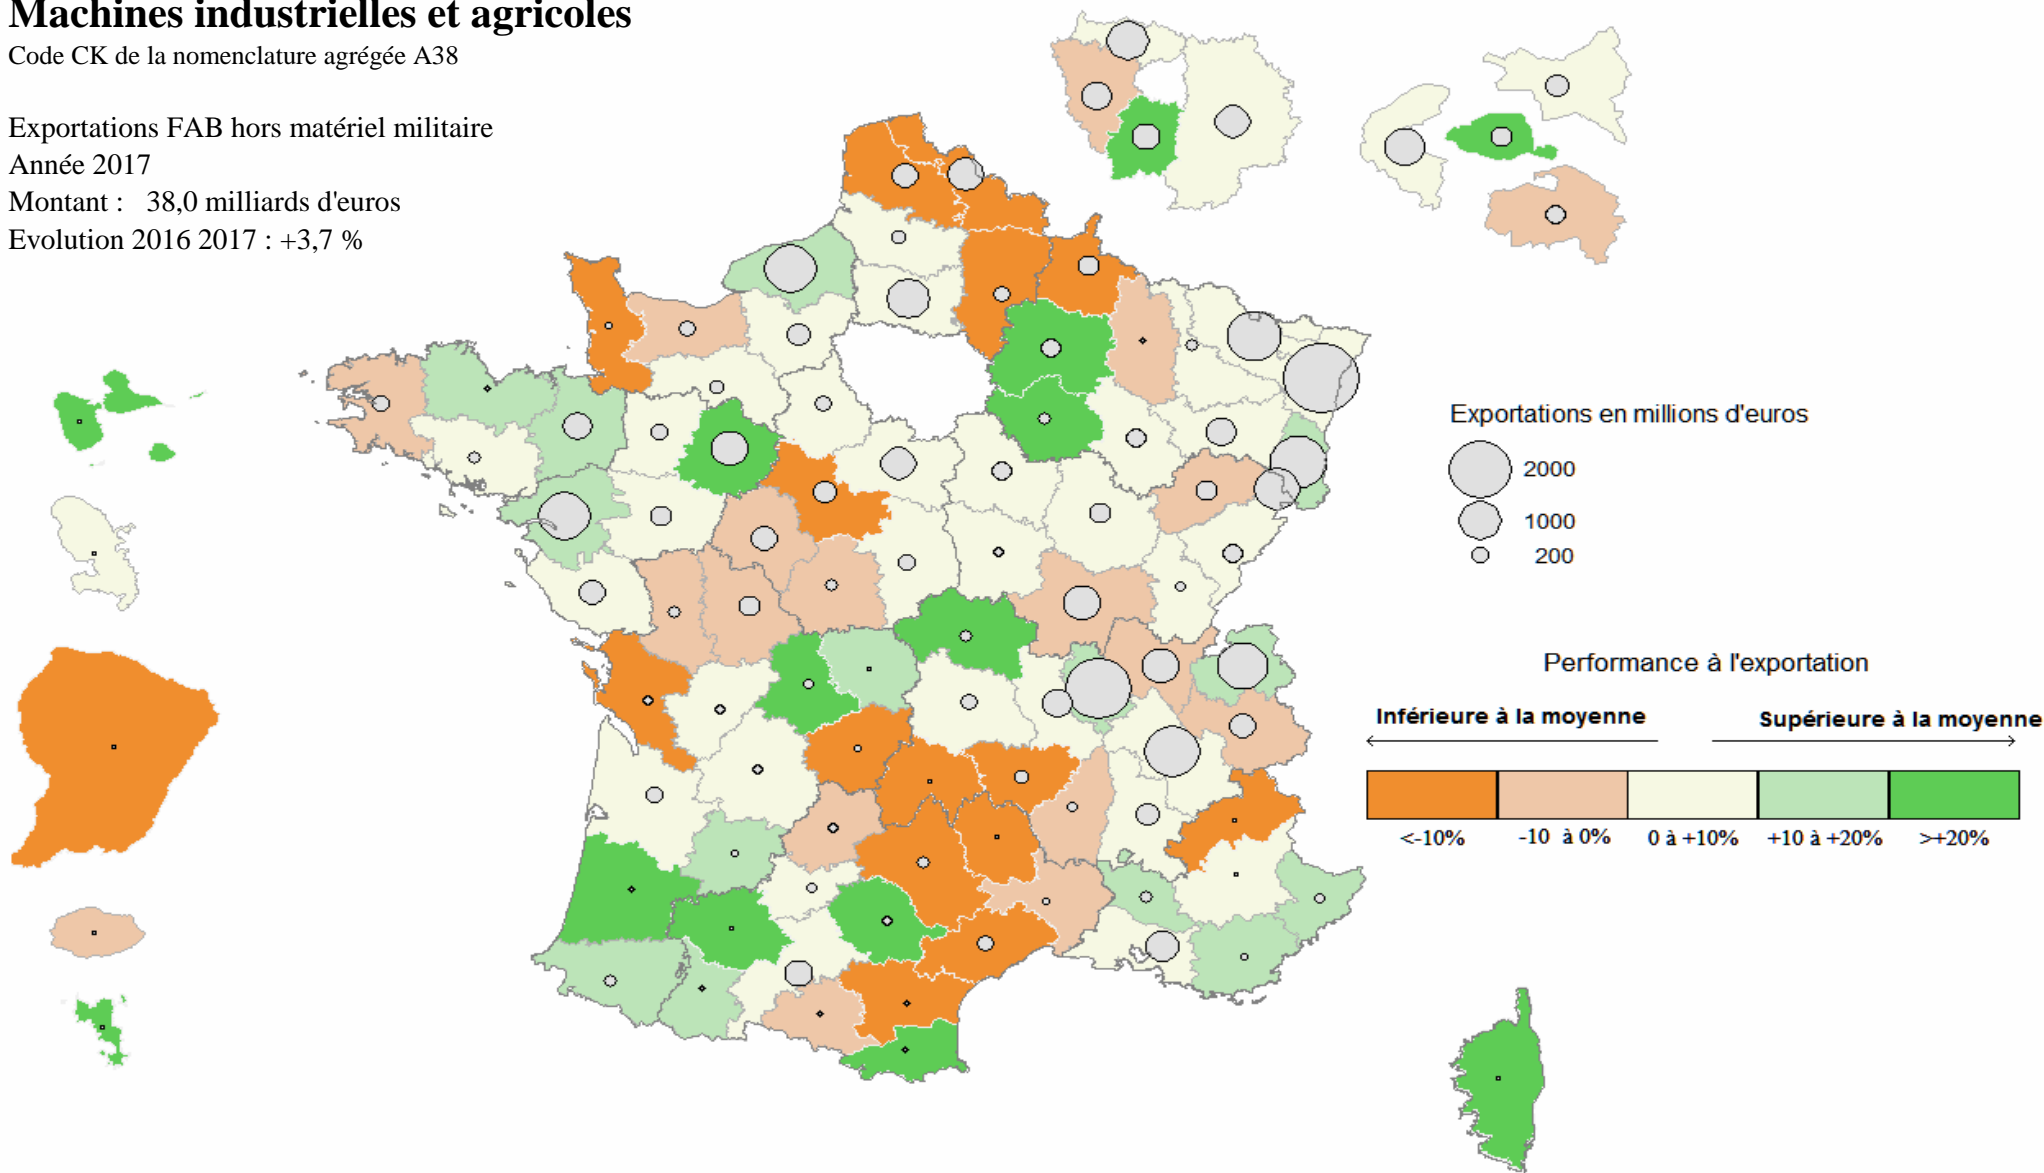 Machines industrielles et agricoles
Code CK de la nomenclature agrégée A38
Exportations FAB hors matériel militaire
Année 2017
Montant : 38,0 milliards d'euros
Evolution 2016 2017 : +3,7 %
Exportations en millions d'euros
2000
1000
200
Performance à l'exportation
Inférieure à la moyenne Supérieure à la moyenne
<-10% -10 à 0% 0 à +10% +10 à +20% >+20%